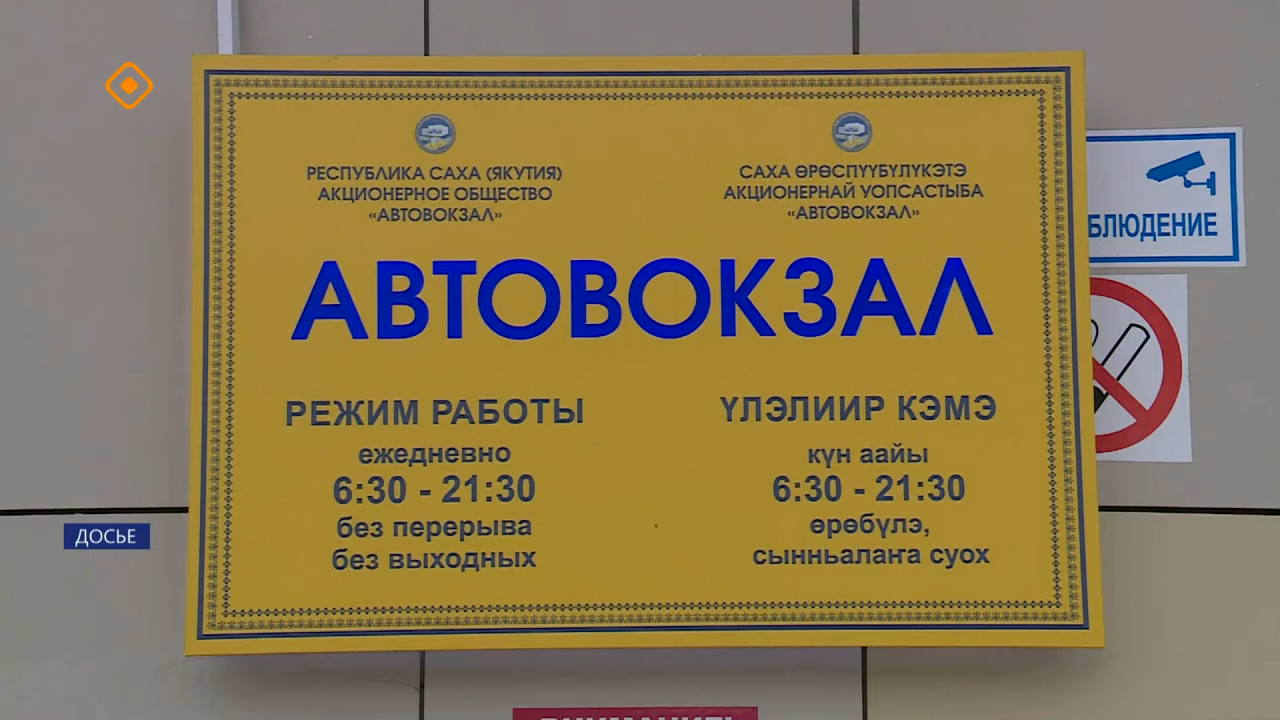 РЕСПУБЛИКА САХА (ЯКУТИЯ)
АКЦИОНЕРНОЕ ОБЩЕСТВО
«АВТОВОКЗАЛ»
САХА ӨРӨСПҮҮБҮЛҮКЭТЭ
АКЦИОНЕРНАЙ УОПСАСТЫБА
«АВТОВОКЗАЛ»
АВТОВОКЗАЛ
РЕЖИМ РАБОТЫ
ежедневно
6:30 - 21:30
без перерыва
без выходных
ҮЛЭЛИИР КЭМЭ
күн аайы
6:30 - 21:30
өрөбүлэ,
сынньалаҥа суох
БЛЮДЕНИЕ
ДОСЬЕ